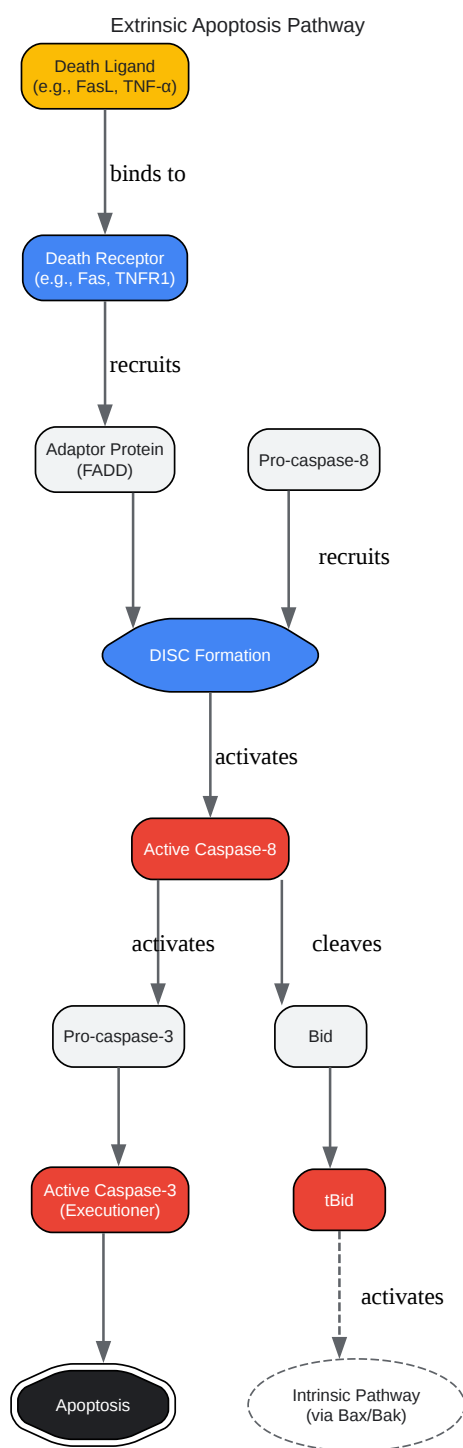 Extrinsic Apoptosis Pathway
Death Ligand
(e.g., FasL, TNF-α)
binds to
Death Receptor
(e.g., Fas, TNFR1)
recruits
Adaptor Protein
(FADD)
Pro-caspase-8
recruits
DISC Formation
activates
Active Caspase-8
activates
cleaves
Pro-caspase-3
Bid
Active Caspase-3
(Executioner)
tBid
activates
Apoptosis
Intrinsic Pathway
(via Bax/Bak)